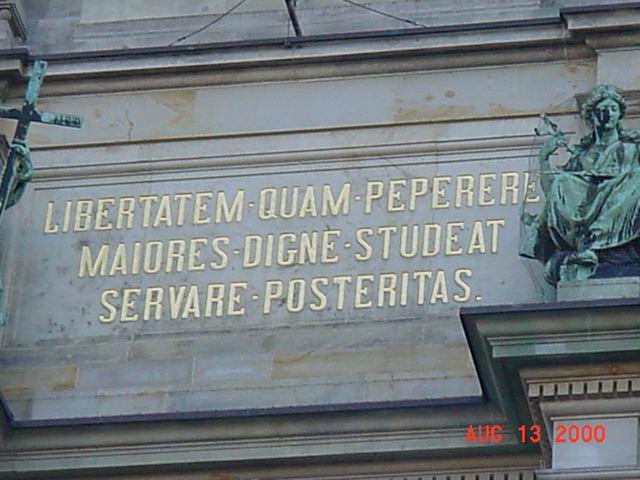 LIBERTATEM·QUAM·PEPERERE
MAIORES·DIGNE·STUDEAT
SERVARE·POSTERITAS.
AUG 13 2000